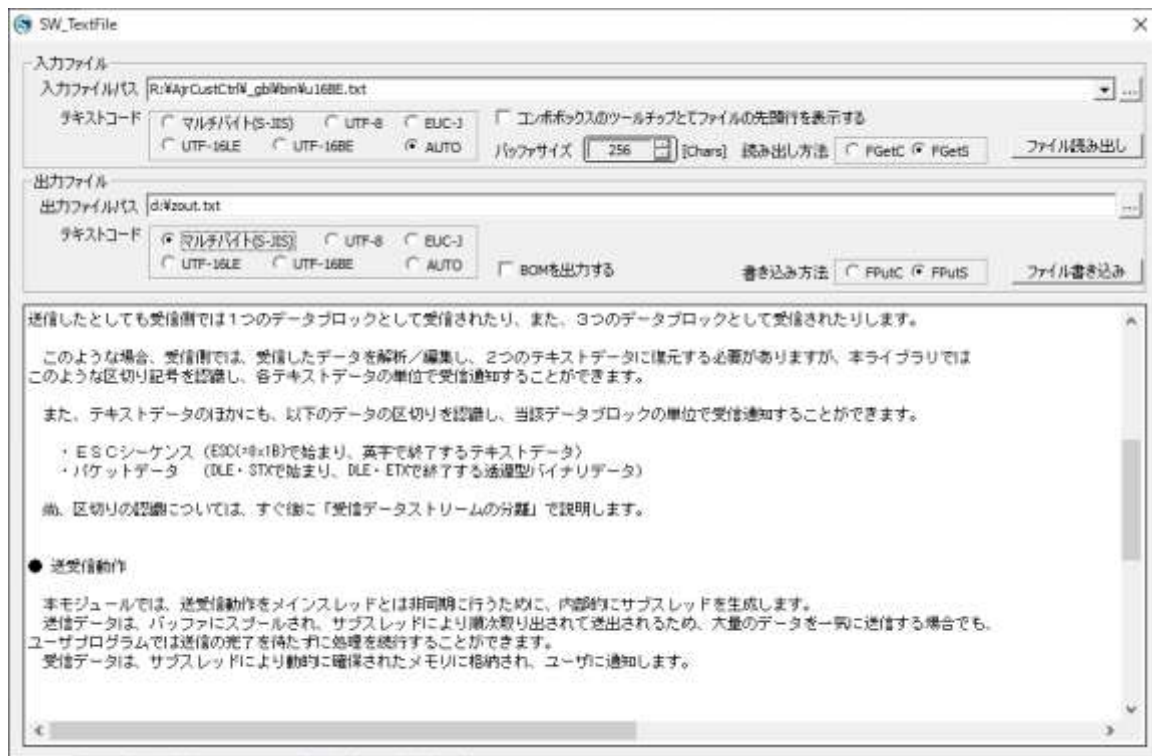 SW_TextFile
入力ファイル
入力ファイルパス R:¥AjrCustCtrl¥_gbl¥bin¥u16BE.txt ...
テキストコード マルチバイト(S-JIS) UTF-8 EUC-J コンボボックスのツールチップとてファイルの先頭行を表示する
UTF-16LE UTF-16BE AUTO バッファサイズ 256 [Chars] 読み出し方法 FGetC FGetS ファイル読み出し
出力ファイル
出力ファイルパス d:¥zout.txt ...
テキストコード マルチバイト(S-JIS) UTF-8 EUC-J
UTF-16LE UTF-16BE AUTO BOMを出力する 書き込み方法 FPutC FPutS ファイル書き込み
送信したとしても受信側では1つのデータブロックとして受信されたり、また、3つのデータブロックとして受信されたりします。
このような場合、受信側では、受信したデータを解析/編集し、2つのテキストデータに復元する必要がありますが、本ライブラリでは
このような区切り記号を認識し、各テキストデータの単位で受信通知することができます。
また、テキストデータのほかにも、以下のデータの区切りを認識し、当該データブロックの単位で受信通知することができます。
・ESCシーケンス (ESC(=0x1B)で始まり、英字で終了するテキストデータ)
・パケットデータ (DLE・STXで始まり、DLE・ETXで終了する透過型バイナリデータ)
尚、区切りの認識については、すぐ後に「受信データストリームの分離」で説明します。
● 送受信動作
本モジュールでは、送受信動作をメインスレッドとは非同期に行うために、内部的にサブスレッドを生成します。
送信データは、バッファにスプールされ、サブスレッドにより順次取り出されて送出されるため、大量のデータを一気に送信する場合でも、
ユーザプログラムでは送信の完了を待たずに処理を続行することができます。
受信データは、サブスレッドにより動的に確保されたメモリに格納され、ユーザに通知します。